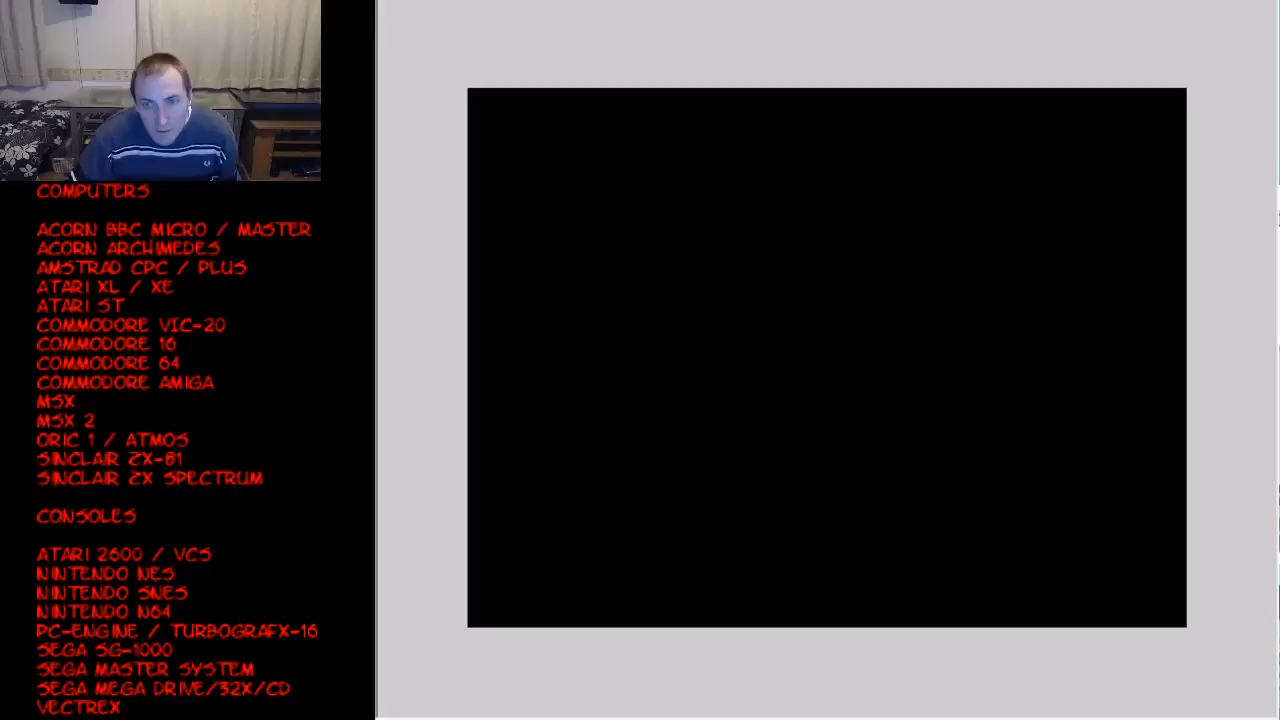 COMPUTERS
ACORN BBC MICRO / MASTER
ACORN ARCHIMEDES
AMSTRAD CPC / PLUS
ATARI XL / XE
ATARI ST
COMMODORE VIC-20
COMMODORE 16
COMMODORE 64
COMMODORE AMIGA
MSX
MSX 2
ORIC 1 / ATMOS
SINCLAIR ZX-81
SINCLAIR ZX SPECTRUM
CONSOLES
ATARI 2600 / VCS
NINTENDO NES
NINTENDO SNES
NINTENDO N64
PC-ENGINE / TURBOGRAFX-16
SEGA SG-1000
SEGA MASTER SYSTEM
SEGA MEGA DRIVE/32X/CD
VECTREX